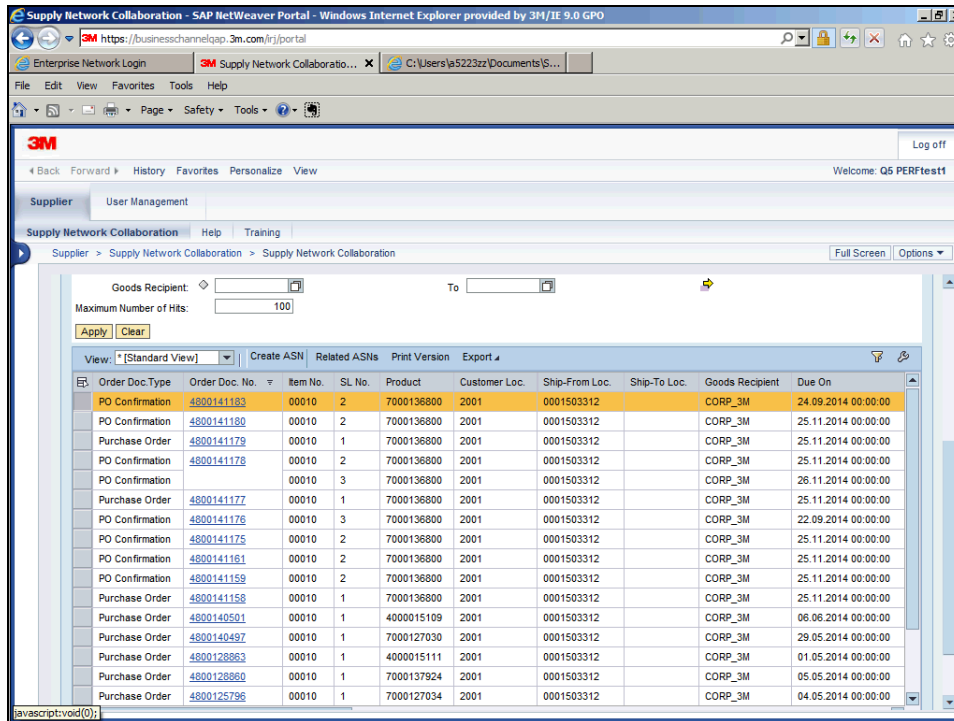 Supply Network Collaboration - SAP NetWeaver Portal - Windows Internet Explorer provided by 3M/IE 9.0 GPO
3M https://businesschannelqap.3m.com/irj/portal
Enterprise Network Login 3M Supply Network Collaboratio... X C:\Users\a5223zz\Documents\S...
File Edit View Favorites Tools Help
Page Safety Tools
3M Log off
Back Forward History Favorites Personalize View Welcome: Q5 PERFtest1
Supplier User Management
Supply Network Collaboration Help Training
Supplier > Supply Network Collaboration > Supply Network Collaboration Full Screen Options
Goods Recipient: To
Maximum Number of Hits: 100
Apply Clear
View: * [Standard View] Create ASN Related ASNs Print Version Export
Order Doc.Type Order Doc. No. Item No. SL No. Product Customer Loc. Ship-From Loc. Ship-To Loc. Goods Recipient Due On
PO Confirmation 4800141183 00010 2 7000136800 2001 0001503312 CORP_3M 24.09.2014 00:00:00
PO Confirmation 4800141180 00010 2 7000136800 2001 0001503312 CORP_3M 25.11.2014 00:00:00
Purchase Order 4800141179 00010 1 7000136800 2001 0001503312 CORP_3M 25.11.2014 00:00:00
PO Confirmation 4800141178 00010 2 7000136800 2001 0001503312 CORP_3M 25.11.2014 00:00:00
PO Confirmation 00010 3 7000136800 2001 0001503312 CORP_3M 26.11.2014 00:00:00
Purchase Order 4800141177 00010 1 7000136800 2001 0001503312 CORP_3M 25.11.2014 00:00:00
PO Confirmation 4800141176 00010 3 7000136800 2001 0001503312 CORP_3M 22.09.2014 00:00:00
PO Confirmation 4800141175 00010 2 7000136800 2001 0001503312 CORP_3M 25.11.2014 00:00:00
PO Confirmation 4800141161 00010 2 7000136800 2001 0001503312 CORP_3M 25.11.2014 00:00:00
PO Confirmation 4800141159 00010 2 7000136800 2001 0001503312 CORP_3M 25.11.2014 00:00:00
Purchase Order 4800141158 00010 1 7000136800 2001 0001503312 CORP_3M 25.11.2014 00:00:00
Purchase Order 4800140501 00010 1 4000015109 2001 0001503312 CORP_3M 06.06.2014 00:00:00
Purchase Order 4800140497 00010 1 7000127030 2001 0001503312 CORP_3M 29.05.2014 00:00:00
Purchase Order 4800128863 00010 1 4000015111 2001 0001503312 CORP_3M 01.05.2014 00:00:00
Purchase Order 4800128860 00010 1 7000137924 2001 0001503312 CORP_3M 05.05.2014 00:00:00
Purchase Order 4800125796 00010 1 7000127034 2001 0001503312 CORP_3M 04.05.2014 00:00:00
javascript:void(0);